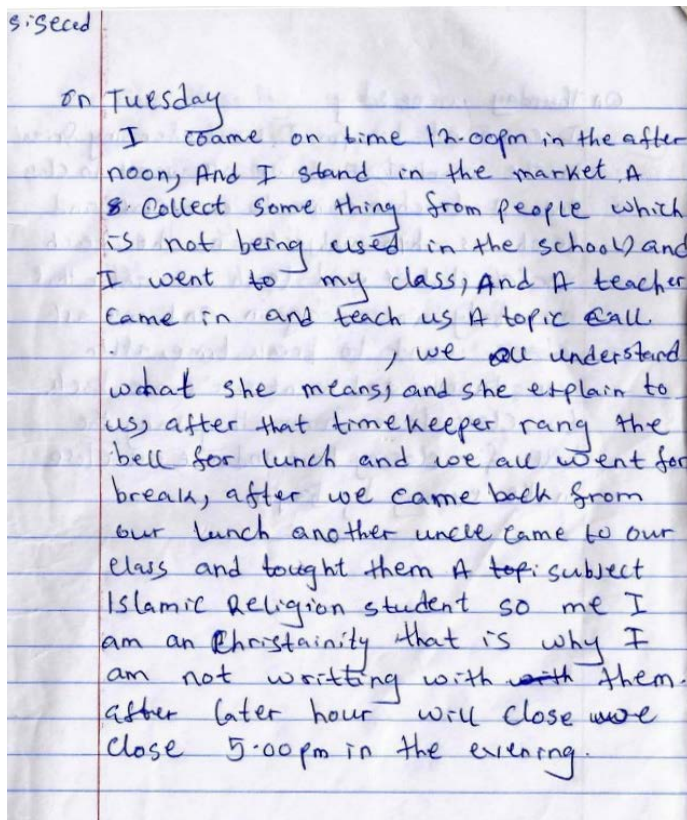 s:seced
on Tuesday
I came on time 12.00pm in the after
noon, And I stand in the market A
& Collect some thing from people which
is not being used in the school, and
I went to my class, And A teacher
came in and teach us A topic call.
, we all understand
what she means, and she explain to
us, after that timekeeper rang the
bell for lunch and we all went for
break, after we came back from
our lunch another uncle came to our
class and tought them A topi subject
Islamic Religion student so me I
am an Christainity that is why I
am not writting with with them.
after later hour will close we
close 5.00pm in the evening.